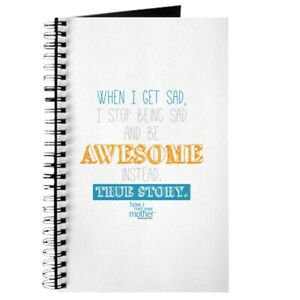 WHEN I GET SAD,
I STOP BEING SAD
AND BE
AWESOME
INSTEAD.
TRUE STORY.
how i
met your
mother